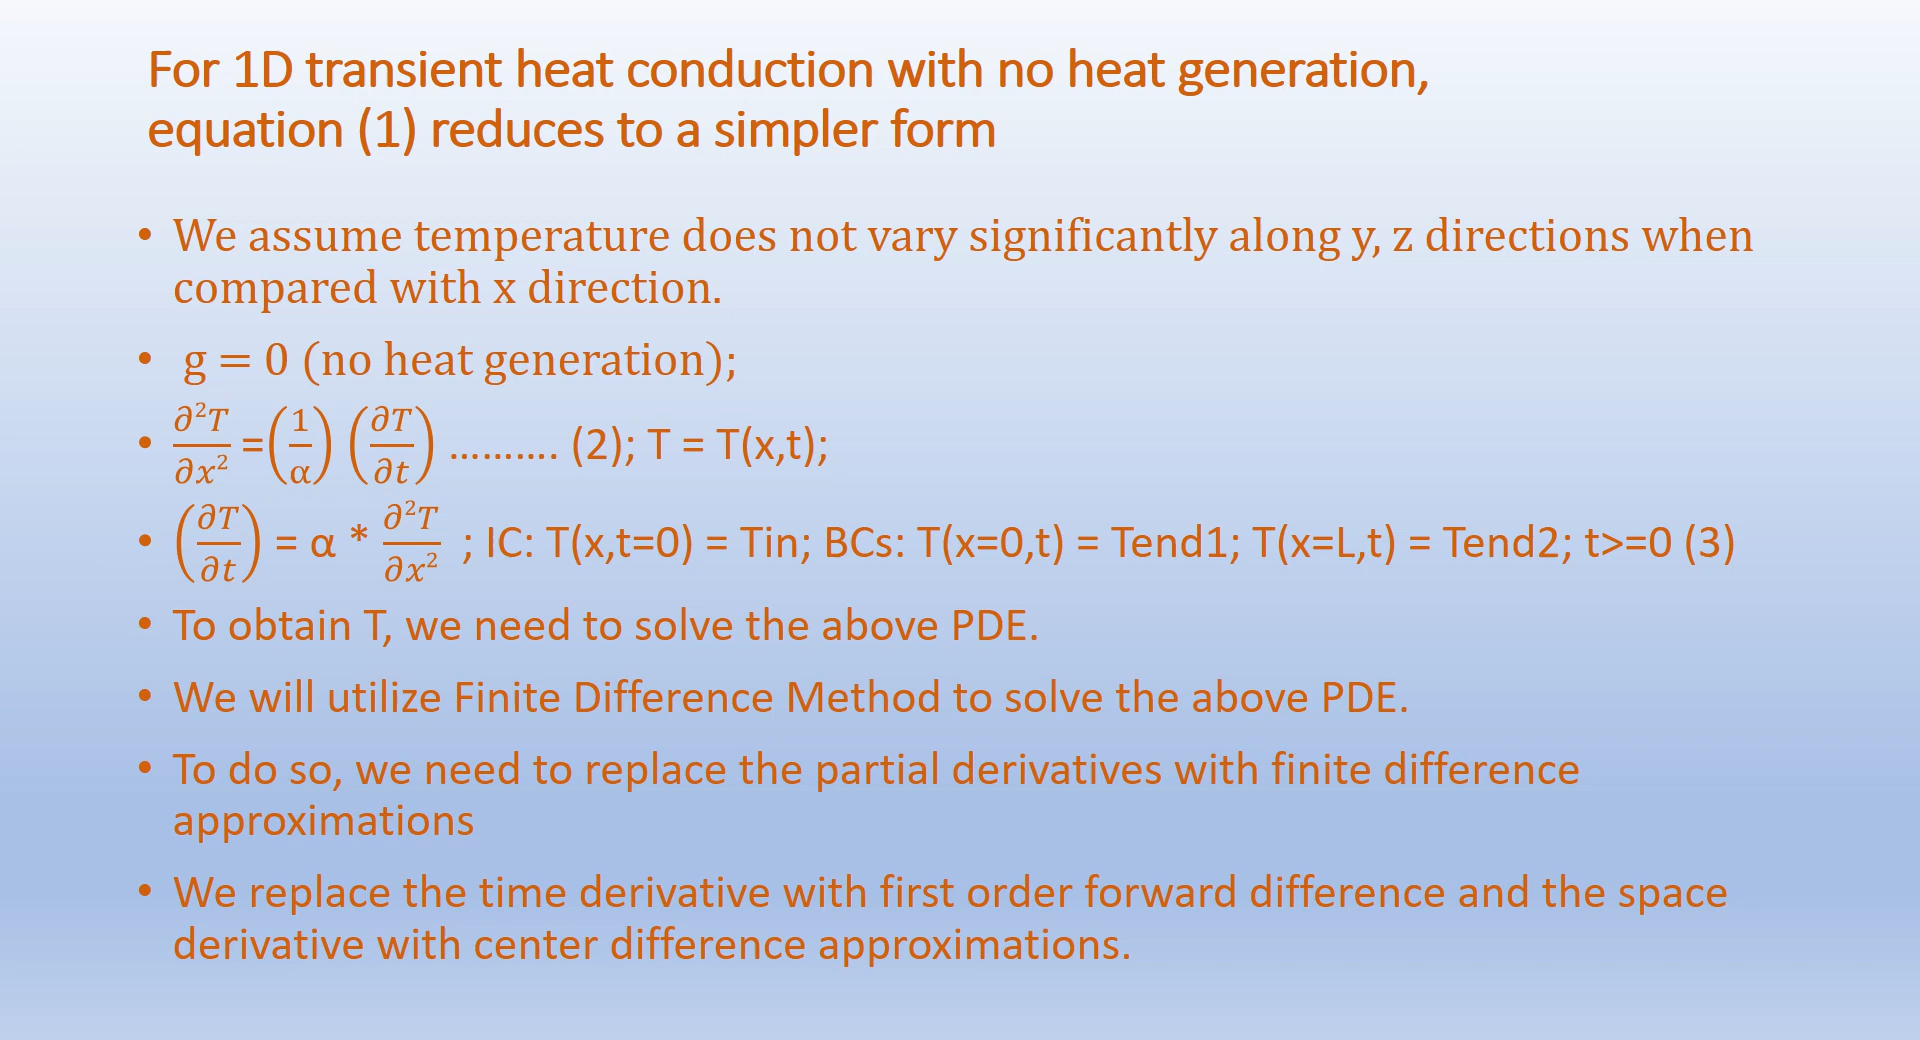 For 1D transient heat conduction with no heat generation,
equation (1) reduces to a simpler form
• We assume temperature does not vary significantly along y, z directions when
compared with x direction.
• g = 0 (no heat generation);
• ∂²T/∂x² =(1/α) (∂T/∂t) ………. (2); T = T(x,t);
• (∂T/∂t) = α * ∂²T/∂x² ; IC: T(x,t=0) = Tin; BCs: T(x=0,t) = Tend1; T(x=L,t) = Tend2; t>=0 (3)
• To obtain T, we need to solve the above PDE.
• We will utilize Finite Difference Method to solve the above PDE.
• To do so, we need to replace the partial derivatives with finite difference
approximations
• We replace the time derivative with first order forward difference and the space
derivative with center difference approximations.